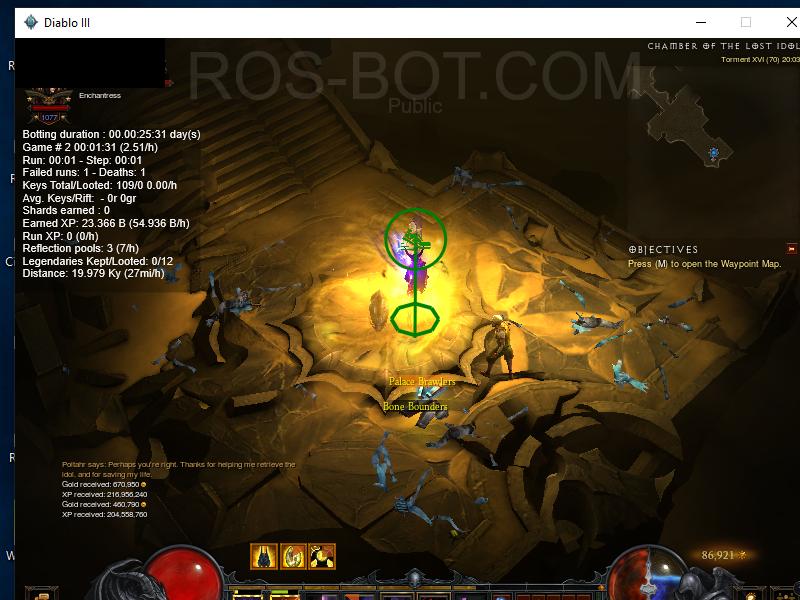 Diablo III
CHAMBER OF THE LOST IDOL
Torment XVI (70) 20:03
ROS-BOT.COM
Public
Enchantress
1077
Botting duration : 00.00:25:31 day(s)
Game # 2 00:01:31 (2.51/h)
Run: 00:01 - Step: 00:01
Failed runs: 1 - Deaths: 1
Keys Total/Looted: 109/0 0.00/h
Avg. Keys/Rift:  - 0r 0gr
Shards earned : 0
Earned XP: 23.366 B (54.936 B/h)
Run XP: 0 (0/h)
Reflection pools: 3 (7/h)
Legendaries Kept/Looted: 0/12
Distance: 19.979 Ky (27mi/h)
OBJECTIVES
Press (M) to open the Waypoint Map.
Palace Brawlers
Bone Bounders
Poltahr says: Perhaps you're right. Thanks for helping me retrieve the
idol, and for saving my life.
Gold received: 670,950
XP received: 216,956,240
Gold received: 460,790
XP received: 204,558,760
86,921